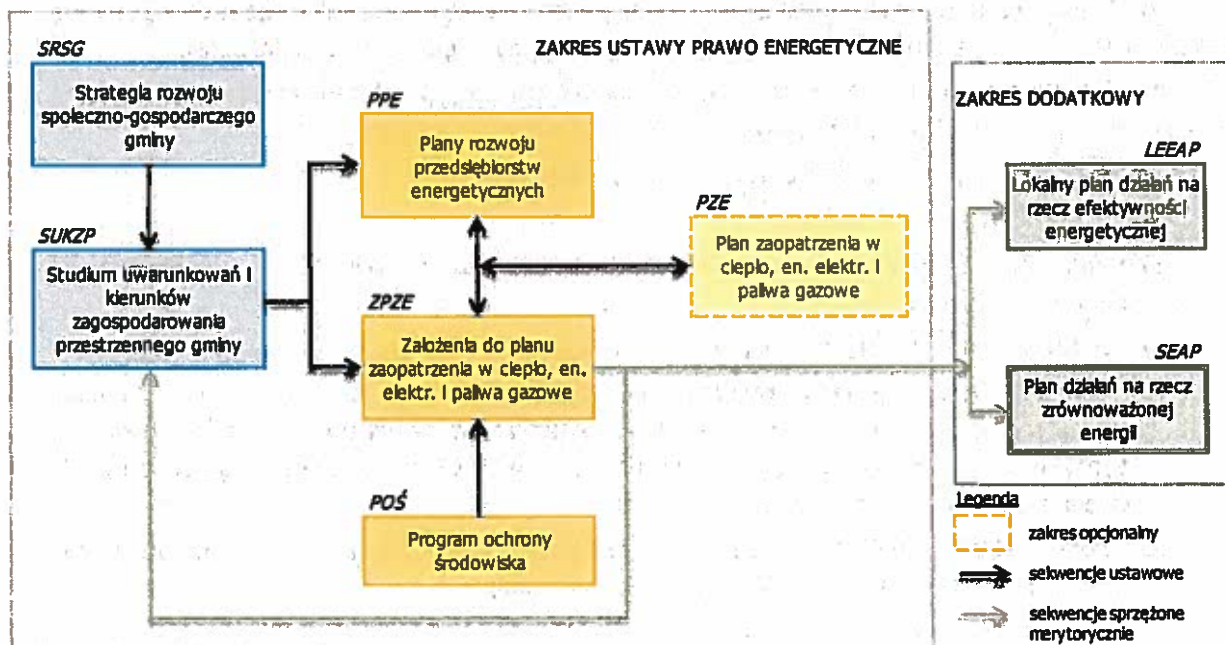 ZAKRES USTAWY PRAWO ENERGETYCZNE
SRSG
Strategia rozwoju
społeczno-gospodarczego
gminy
SUKZP
Studium uwarunkowań i
kierunków
zagospodarowania
przestrzennego gminy
PPE
Plany rozwoju
przedsiębiorstw
energetycznych
ZPZE
Założenia do planu
zaopatrzenia w ciepło, en.
elektr. i paliwa gazowe
POŚ
Program ochrony
środowiska
PZE
Plan zaopatrzenia w
ciepło, en. elektr. i
paliwa gazowe
ZAKRES DODATKOWY
LEEAP
Lokalny plan działań na
rzecz efektywności
energetycznej
SEAP
Plan działań na rzecz
zrównoważonej
energii
Legenda
zakres opcjonalny
sekwencje ustawowe
sekwencje sprzężone
merytorycznie